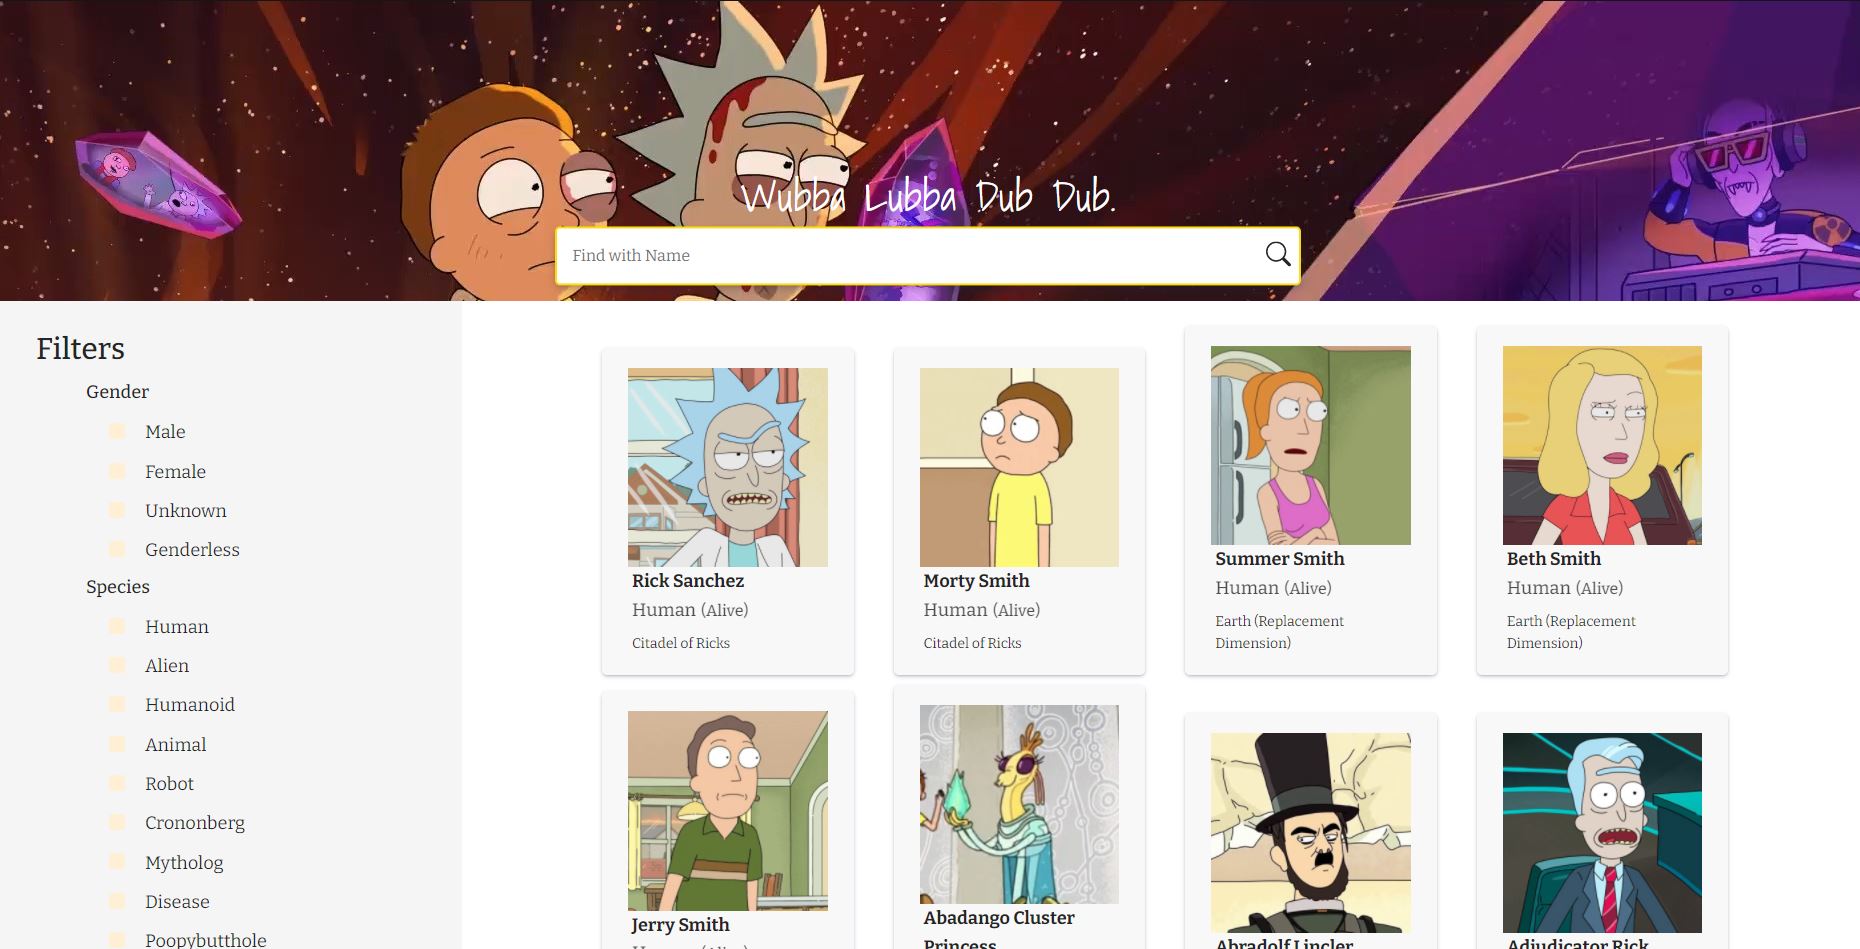 Wubba Lubba Dub Dub.
Find with Name
Filters
Gender
Male
Female
Unknown
Genderless
Species
Human
Alien
Humanoid
Animal
Robot
Crononberg
Mytholog
Disease
Poopybutthole
Rick Sanchez
Human (Alive)
Citadel of Ricks
Morty Smith
Human (Alive)
Citadel of Ricks
Summer Smith
Human (Alive)
Earth (Replacement
Dimension)
Beth Smith
Human (Alive)
Earth (Replacement
Dimension)
Jerry Smith
Human (Alive)
Abadango Cluster
Princess
Abradolf Lincler
Adjudicator Rick